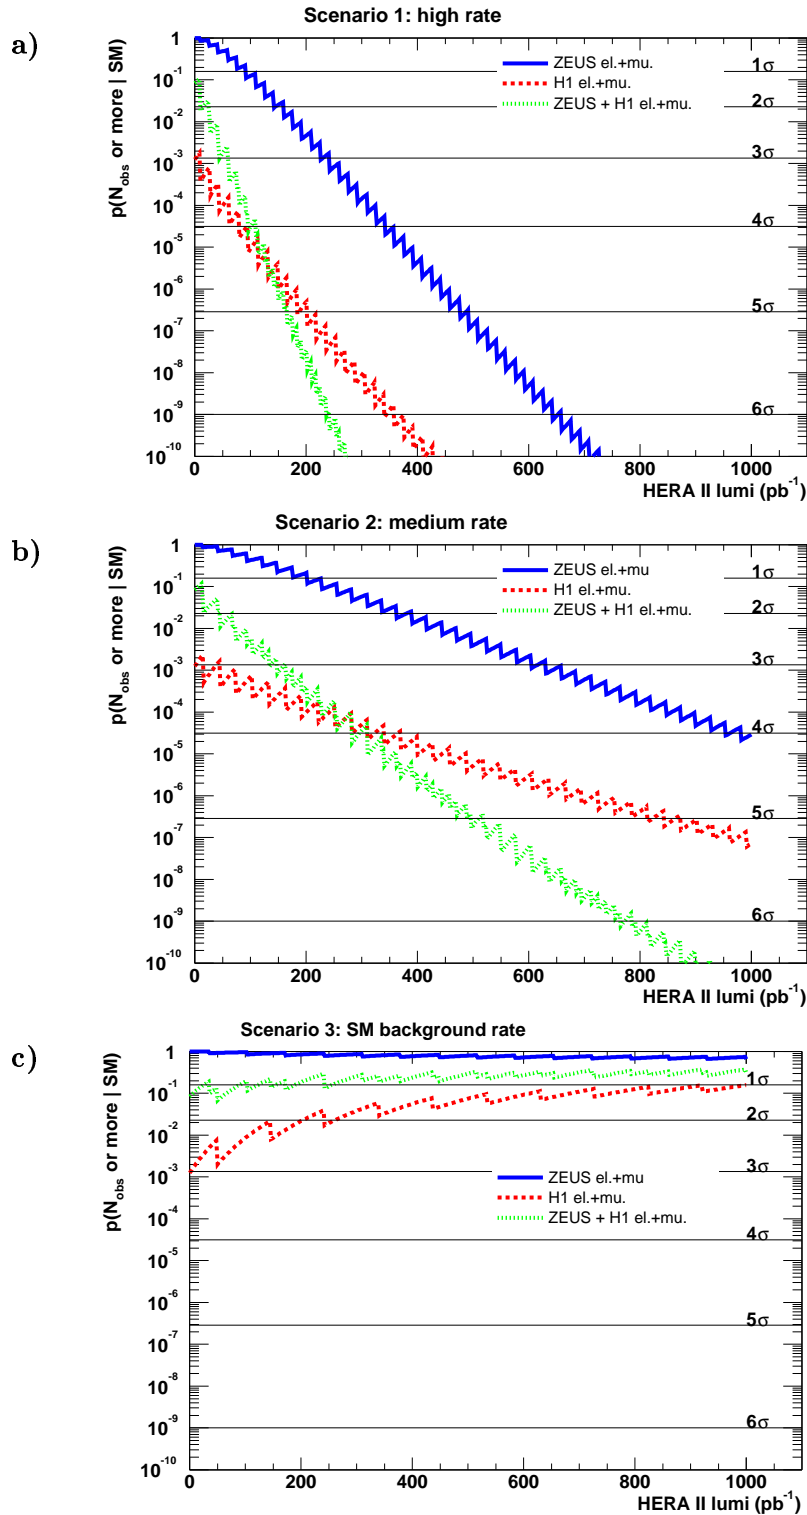 Scenario 1: high rate
a)
p(N_obs or more | SM)
1
10^-1
10^-2
10^-3
10^-4
10^-5
10^-6
10^-7
10^-8
10^-9
10^-10
ZEUS el.+mu.
H1 el.+mu.
ZEUS + H1 el.+mu.
1σ
2σ
3σ
4σ
5σ
6σ
0 200 400 600 800 1000
HERA II lumi (pb^-1)
Scenario 2: medium rate
b)
p(N_obs or more | SM)
1
10^-1
10^-2
10^-3
10^-4
10^-5
10^-6
10^-7
10^-8
10^-9
10^-10
ZEUS el.+mu
H1 el.+mu.
ZEUS + H1 el.+mu.
1σ
2σ
3σ
4σ
5σ
6σ
0 200 400 600 800 1000
HERA II lumi (pb^-1)
Scenario 3: SM background rate
c)
p(N_obs or more | SM)
1
10^-1
10^-2
10^-3
10^-4
10^-5
10^-6
10^-7
10^-8
10^-9
10^-10
1σ
2σ
3σ
ZEUS el.+mu
H1 el.+mu.
ZEUS + H1 el.+mu.
4σ
5σ
6σ
0 200 400 600 800 1000
HERA II lumi (pb^-1)